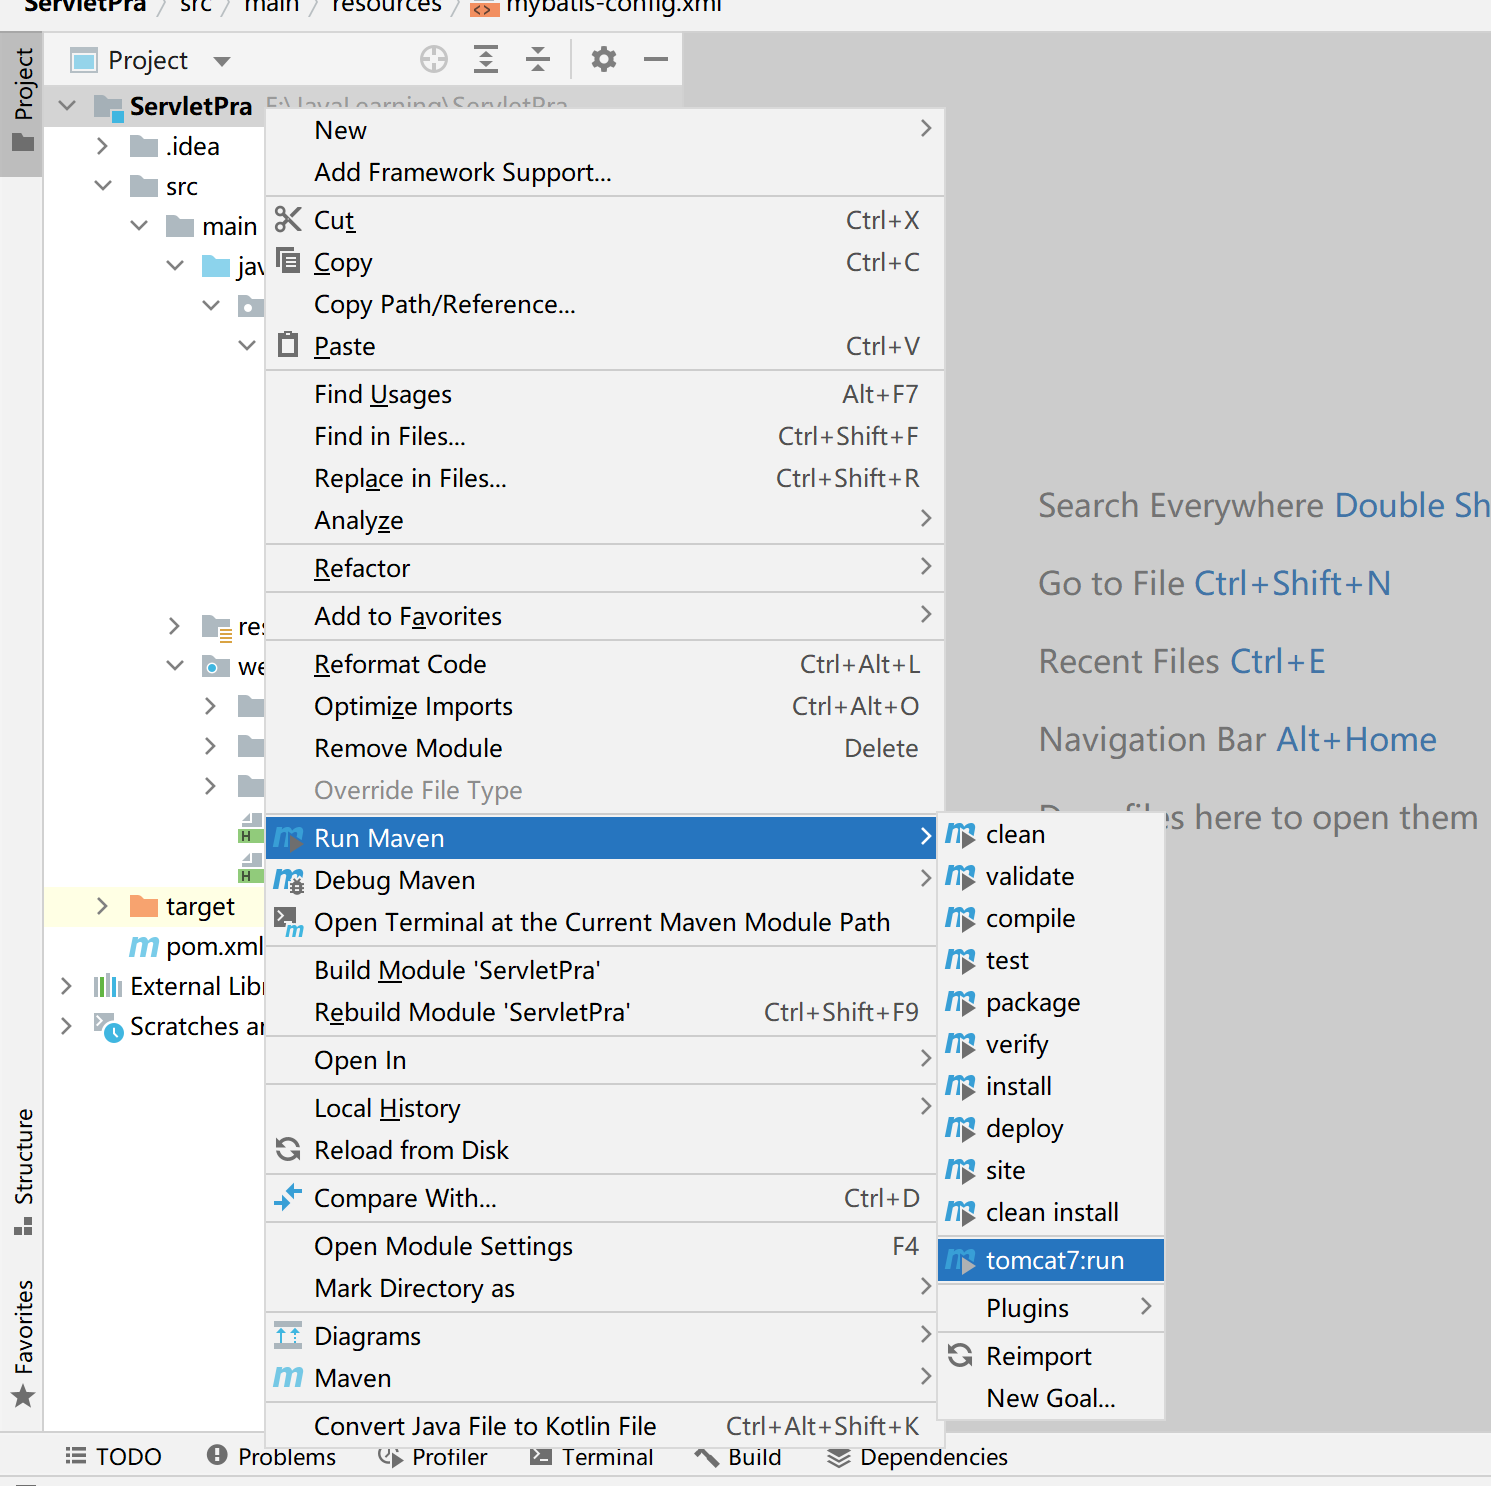 ServletPra src main resources mybatis-config.xml
Project
Project
ServletPra E:\JavaLearning\ServletPra
.idea
src
main
target
pom.xml
External
Scratches
Structure
Favorites
New
Add Framework Support...
Cut Ctrl+X
Copy Ctrl+C
Copy Path/Reference...
Paste Ctrl+V
Find Usages Alt+F7
Find in Files... Ctrl+Shift+F
Replace in Files... Ctrl+Shift+R
Analyze
Refactor
Add to Favorites
Reformat Code Ctrl+Alt+L
Optimize Imports Ctrl+Alt+O
Remove Module Delete
Override File Type
Run Maven
Debug Maven
Open Terminal at the Current Maven Module Path
Build Module 'ServletPra'
Rebuild Module 'ServletPra' Ctrl+Shift+F9
Open In
Local History
Reload from Disk
Compare With... Ctrl+D
Open Module Settings F4
Mark Directory as
Diagrams
Maven
Convert Java File to Kotlin File Ctrl+Alt+Shift+K
clean
validate
compile
test
package
verify
install
deploy
site
clean install
tomcat7:run
Plugins
Reimport
New Goal...
Search Everywhere Double
Go to File Ctrl+Shift+N
Recent Files Ctrl+E
Navigation Bar Alt+Home
files here to open them
TODO Problems Profiler Terminal Build Dependencies